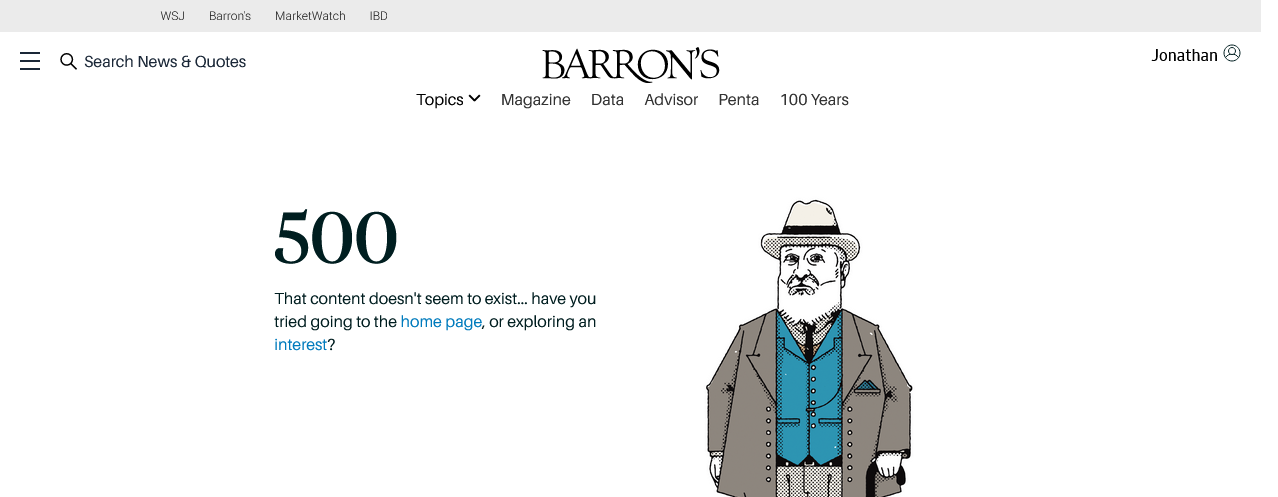 WSJ Barron's MarketWatch IBD
Search News & Quotes
BARRON'S
Jonathan
Topics Magazine Data Advisor Penta 100 Years
500
That content doesn't seem to exist... have you
tried going to the home page, or exploring an
interest?